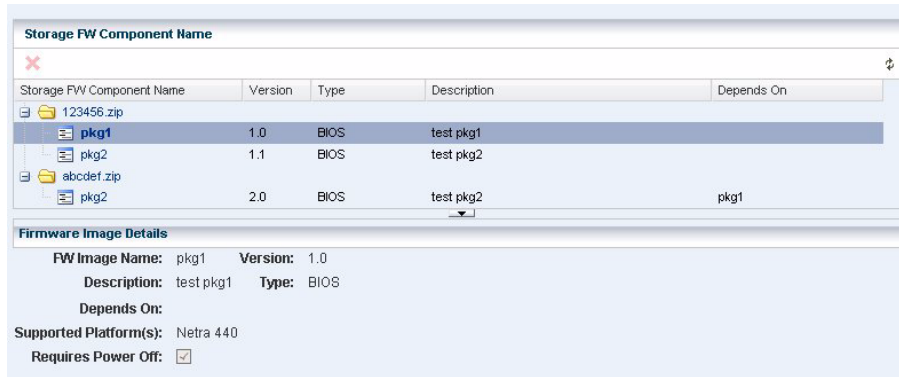 Storage FW Component Name
Storage FW Component Name Version Type Description Depends On
123456.zip
pkg1 1.0 BIOS test pkg1
pkg2 1.1 BIOS test pkg2
abcdef.zip
pkg2 2.0 BIOS test pkg2 pkg1
Firmware Image Details
FW Image Name: pkg1 Version: 1.0
Description: test pkg1 Type: BIOS
Depends On:
Supported Platform(s): Netra 440
Requires Power Off: